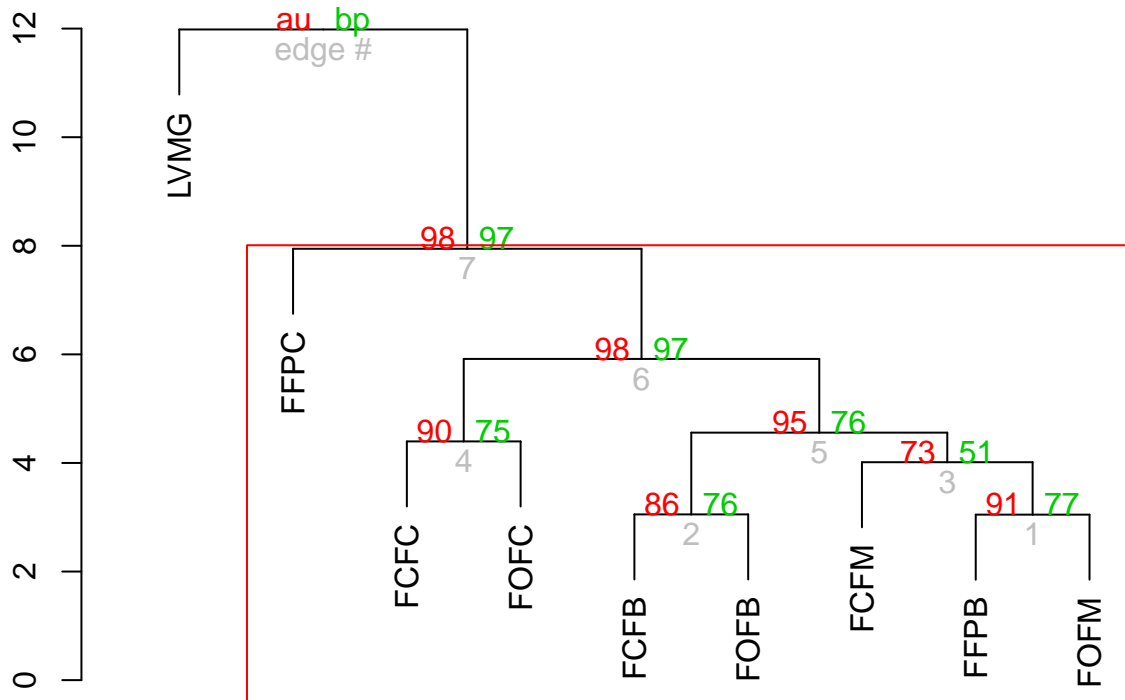 12
au bp
edge #
10
LVMG
8
98 97
7
FFPC
6
98 97
6
90 75
4
95 76
5
4
73 51
3
FCFC
FOFC
86 76
2
FCFM
91 77
1
2
FCFB
FOFB
FFPB
FOFM
0